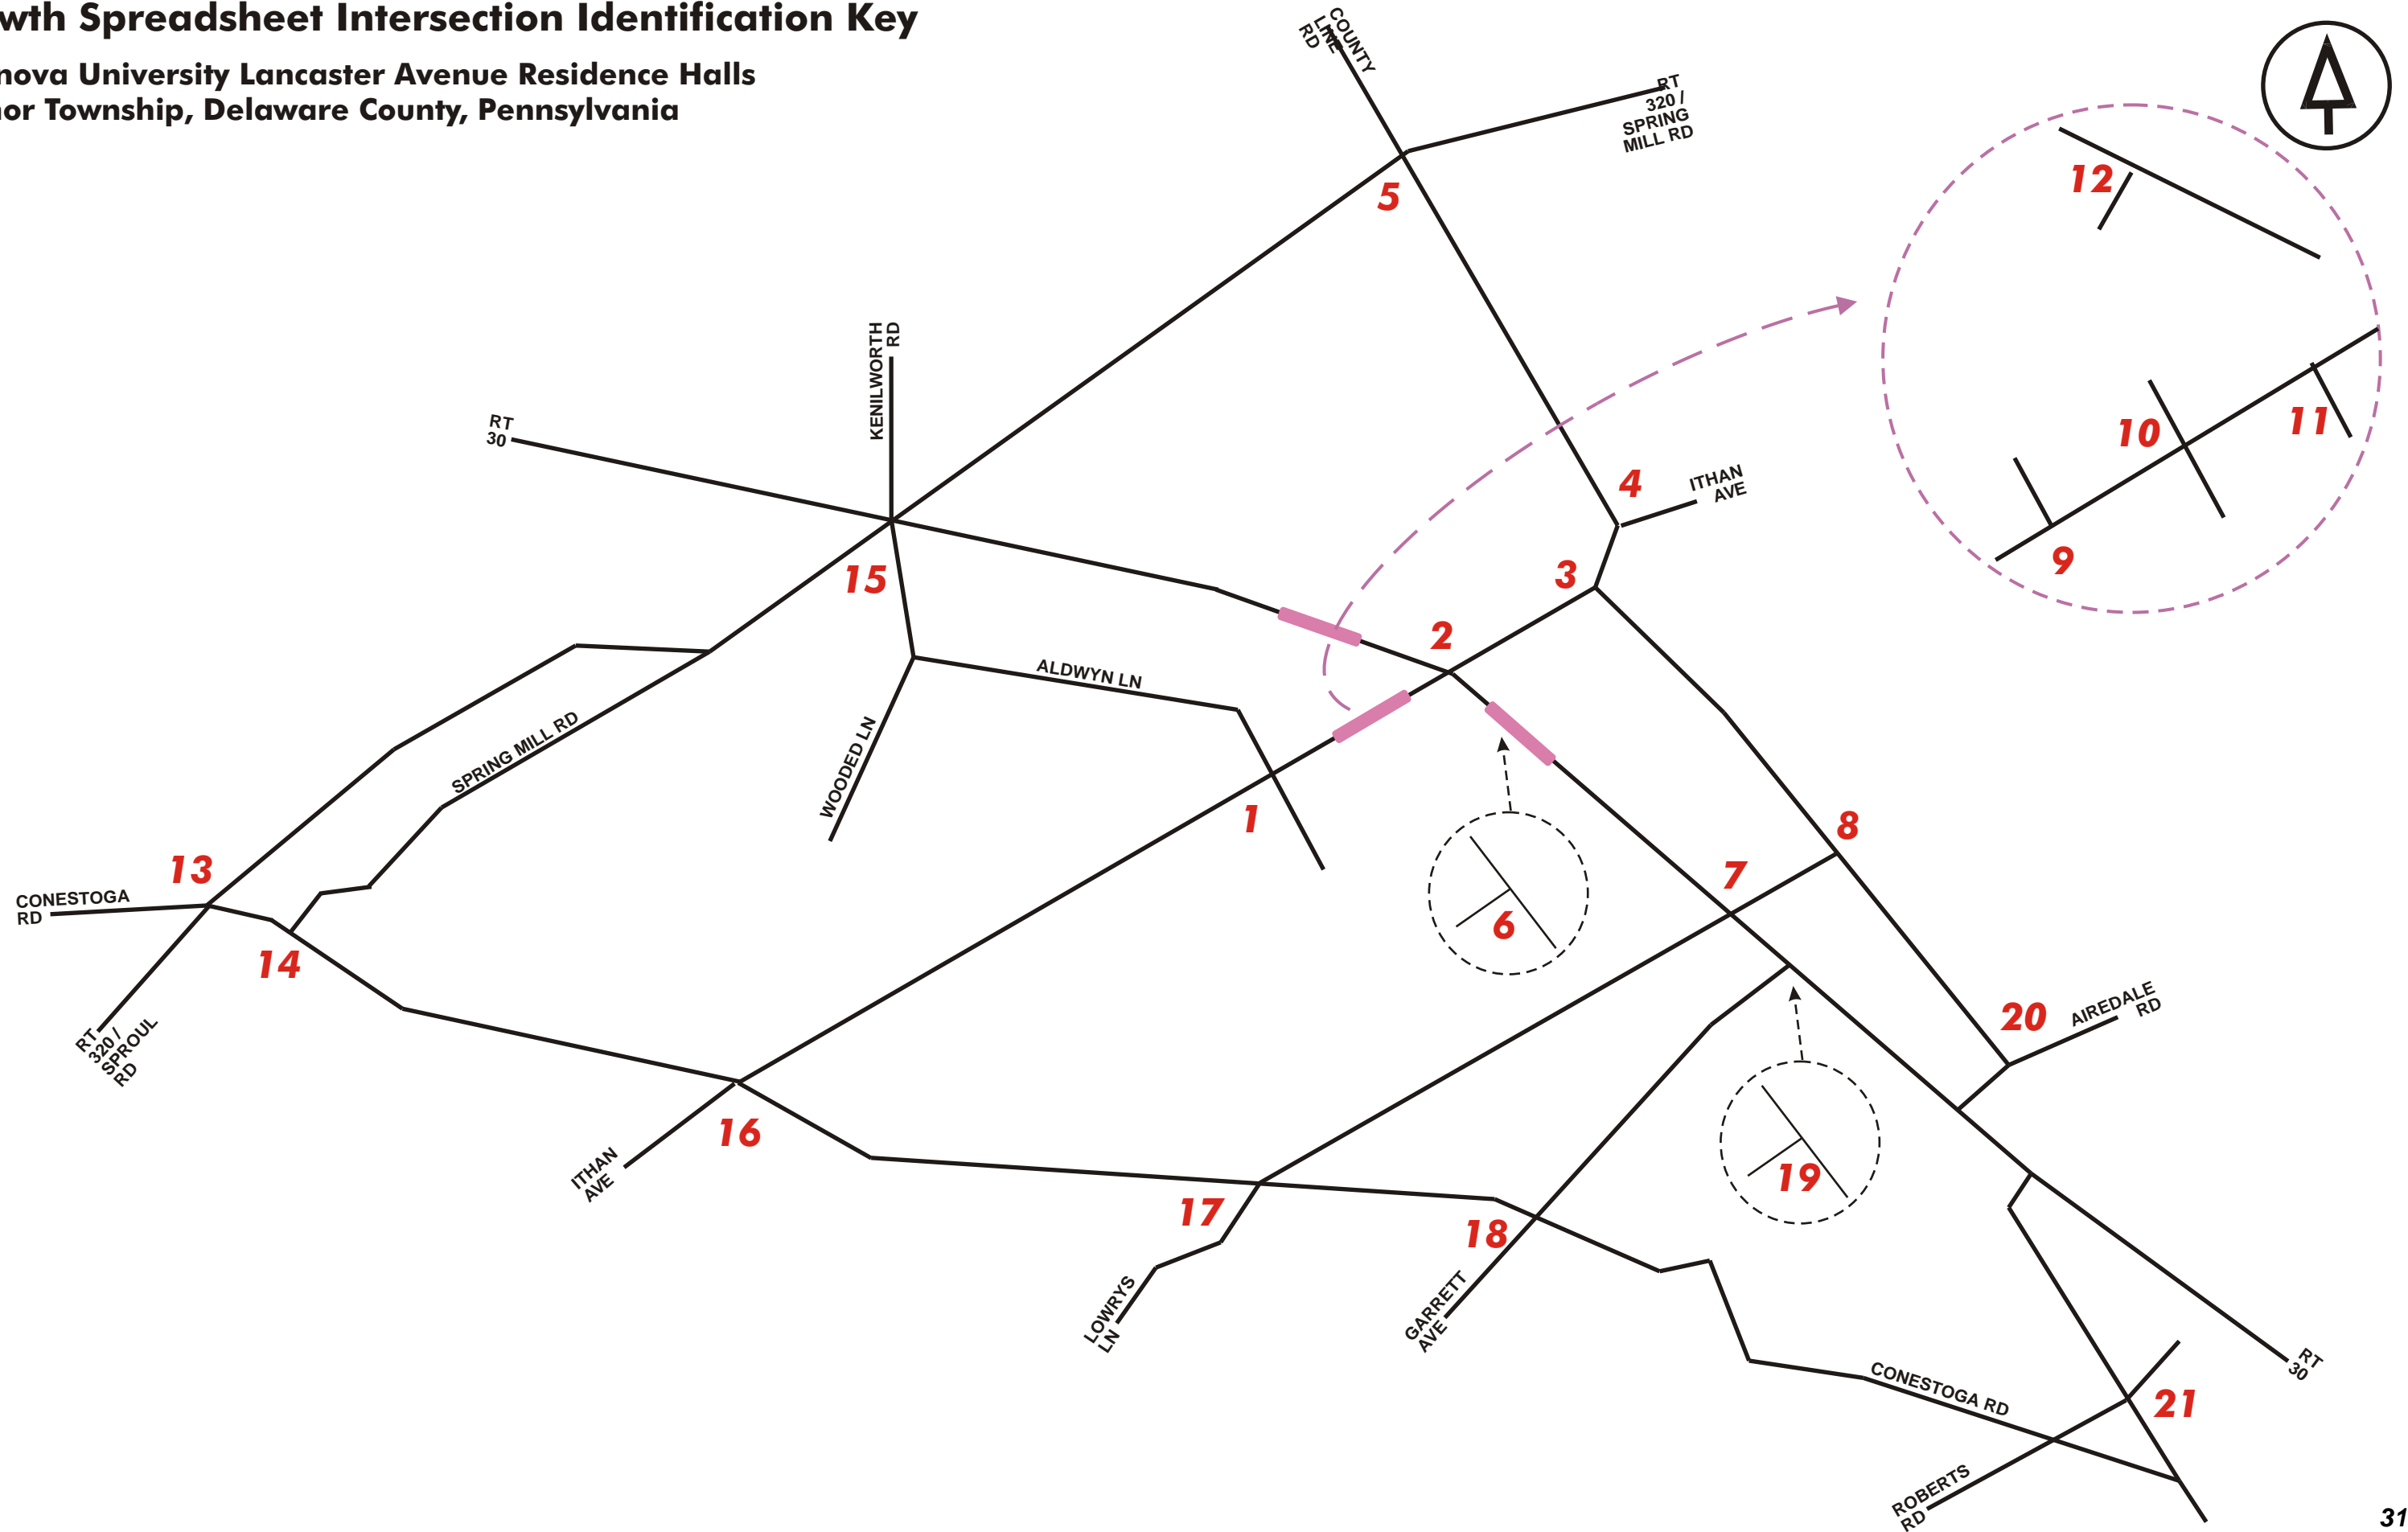 wth Spreadsheet Intersection Identification Key
nova University Lancaster Avenue Residence Halls
nor Township, Delaware County, Pennsylvania
COUNTY
LINE
RD
RT
320 /
SPRING
MILL RD
5
12
10
11
9
KENILWORTH
RD
RT
30
4
ITHAN
AVE
3
15
2
ALDWYN LN
SPRING MILL RD
WOODED LN
1
8
13
7
CONESTOGA
RD
6
14
20
AIREDALE
RD
RT
320 /
SPROUL
RD
16
19
ITHAN
AVE
17
18
LOWRYS
LN
GARRETT
AVE
RT
30
CONESTOGA RD
21
ROBERTS
RD
31